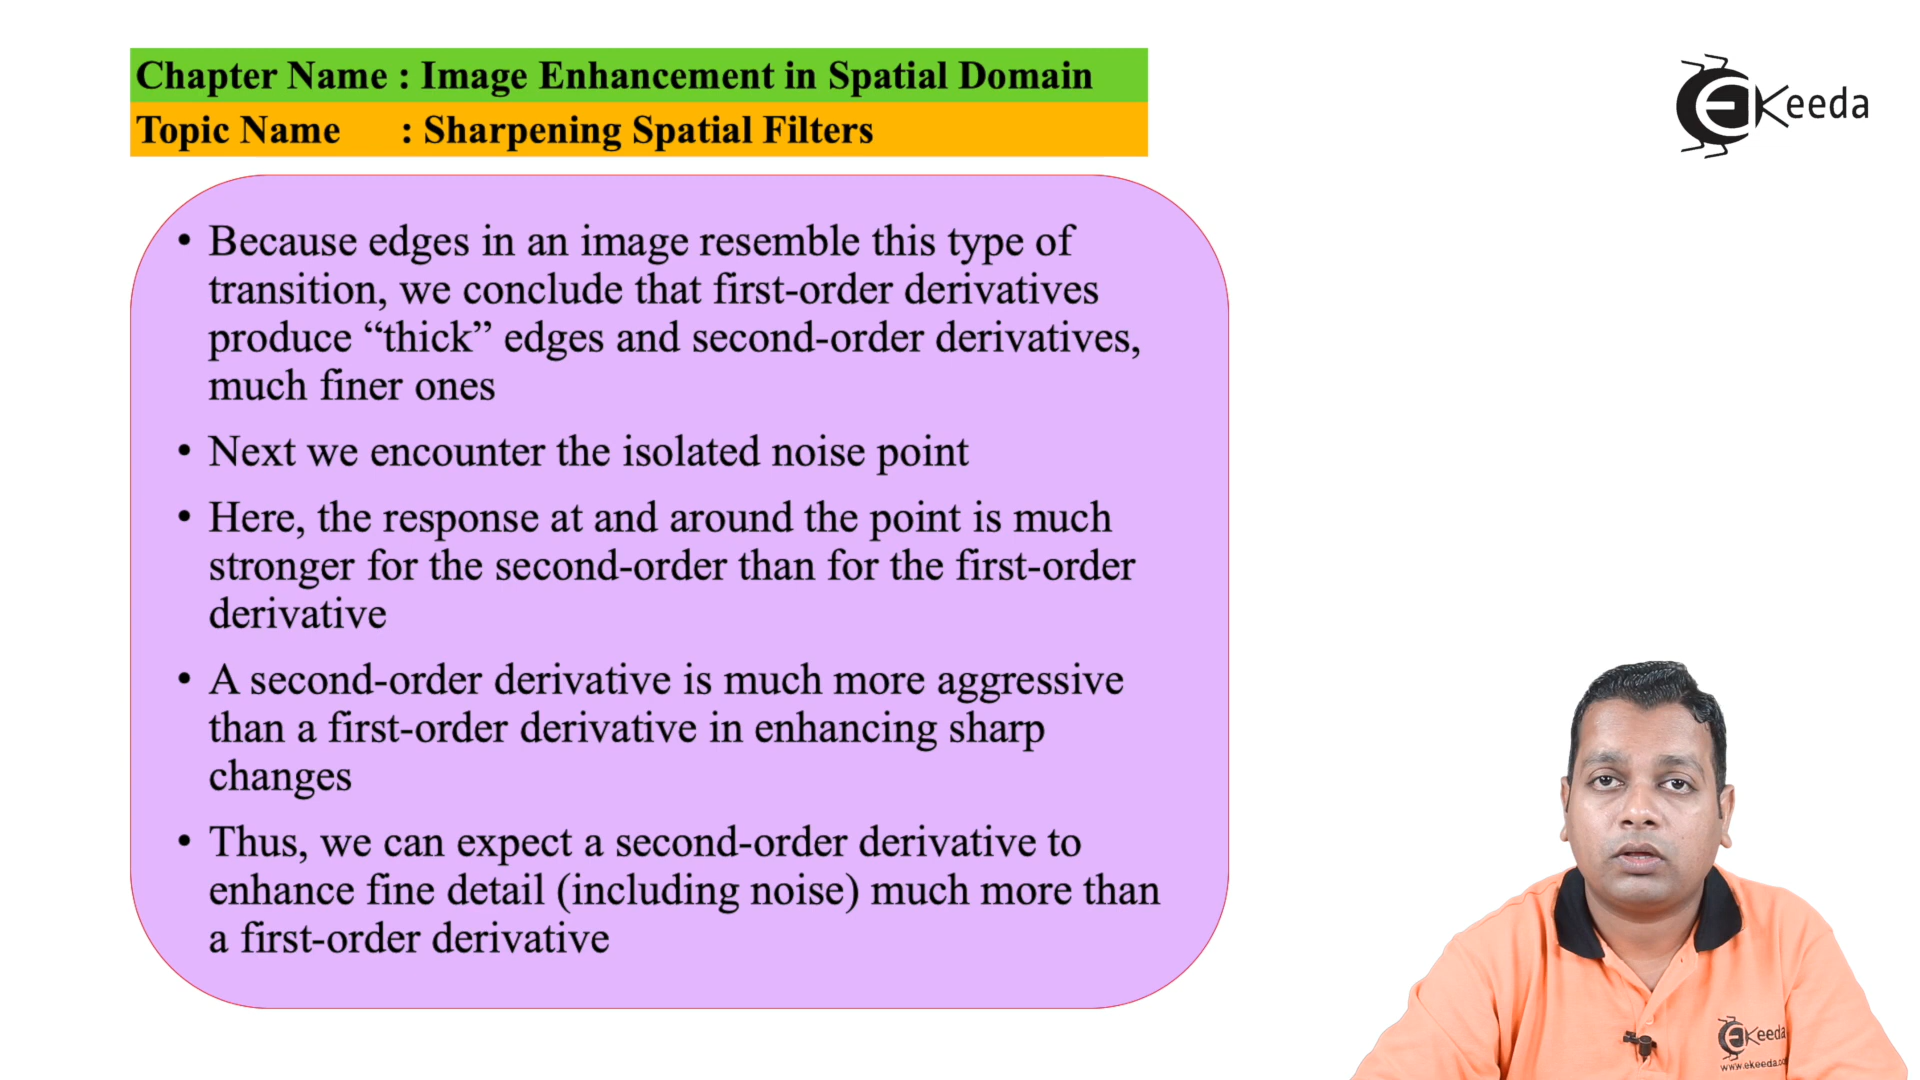 Chapter Name : Image Enhancement in Spatial Domain
Topic Name : Sharpening Spatial Filters
eKeeda
• Because edges in an image resemble this type of
transition, we conclude that first-order derivatives
produce “thick” edges and second-order derivatives,
much finer ones
• Next we encounter the isolated noise point
• Here, the response at and around the point is much
stronger for the second-order than for the first-order
derivative
• A second-order derivative is much more aggressive
than a first-order derivative in enhancing sharp
changes
• Thus, we can expect a second-order derivative to
enhance fine detail (including noise) much more than
a first-order derivative
eKeeda
www.ekeeda.co